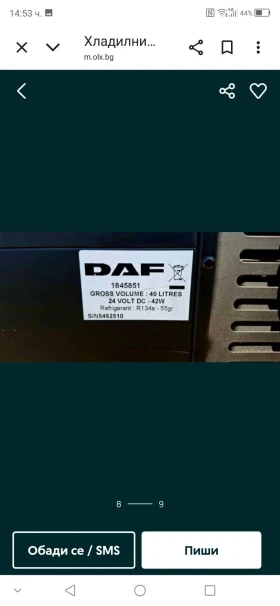 14:53 ч.
44%
Хладилни...
m.olx.bg
DAF
1845851
GROSS VOLUME : 40 LITRES
24 VOLT DC - 42W
Refrigerant : R134a - 55gr
S/N5462510
8 — 9
Обади се / SMS
Пиши